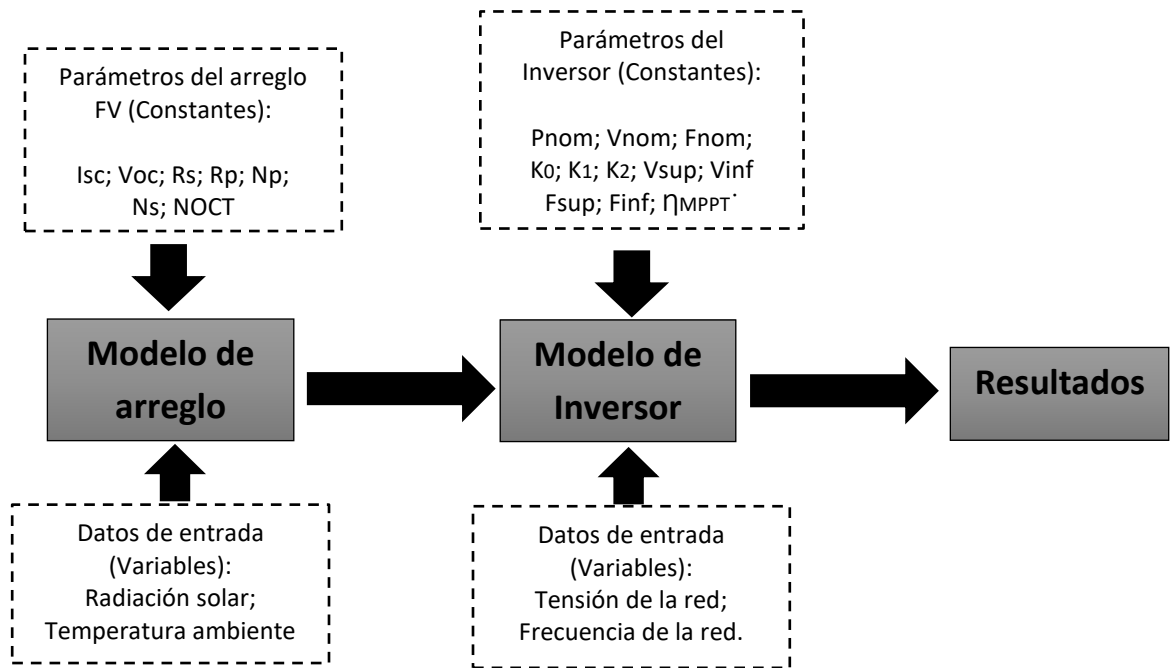 Parámetros del arreglo
FV (Constantes):
Isc; Voc; Rs; Rp; Np;
Ns; NOCT
Parámetros del
Inversor (Constantes):
Pnom; Vnom; Fnom;
K0; K1; K2; Vsup; Vinf
Fsup; Finf; ηMPPT˙
Modelo de
arreglo
Modelo de
Inversor
Resultados
Datos de entrada
(Variables):
Radiación solar;
Temperatura ambiente
Datos de entrada
(Variables):
Tensión de la red;
Frecuencia de la red.